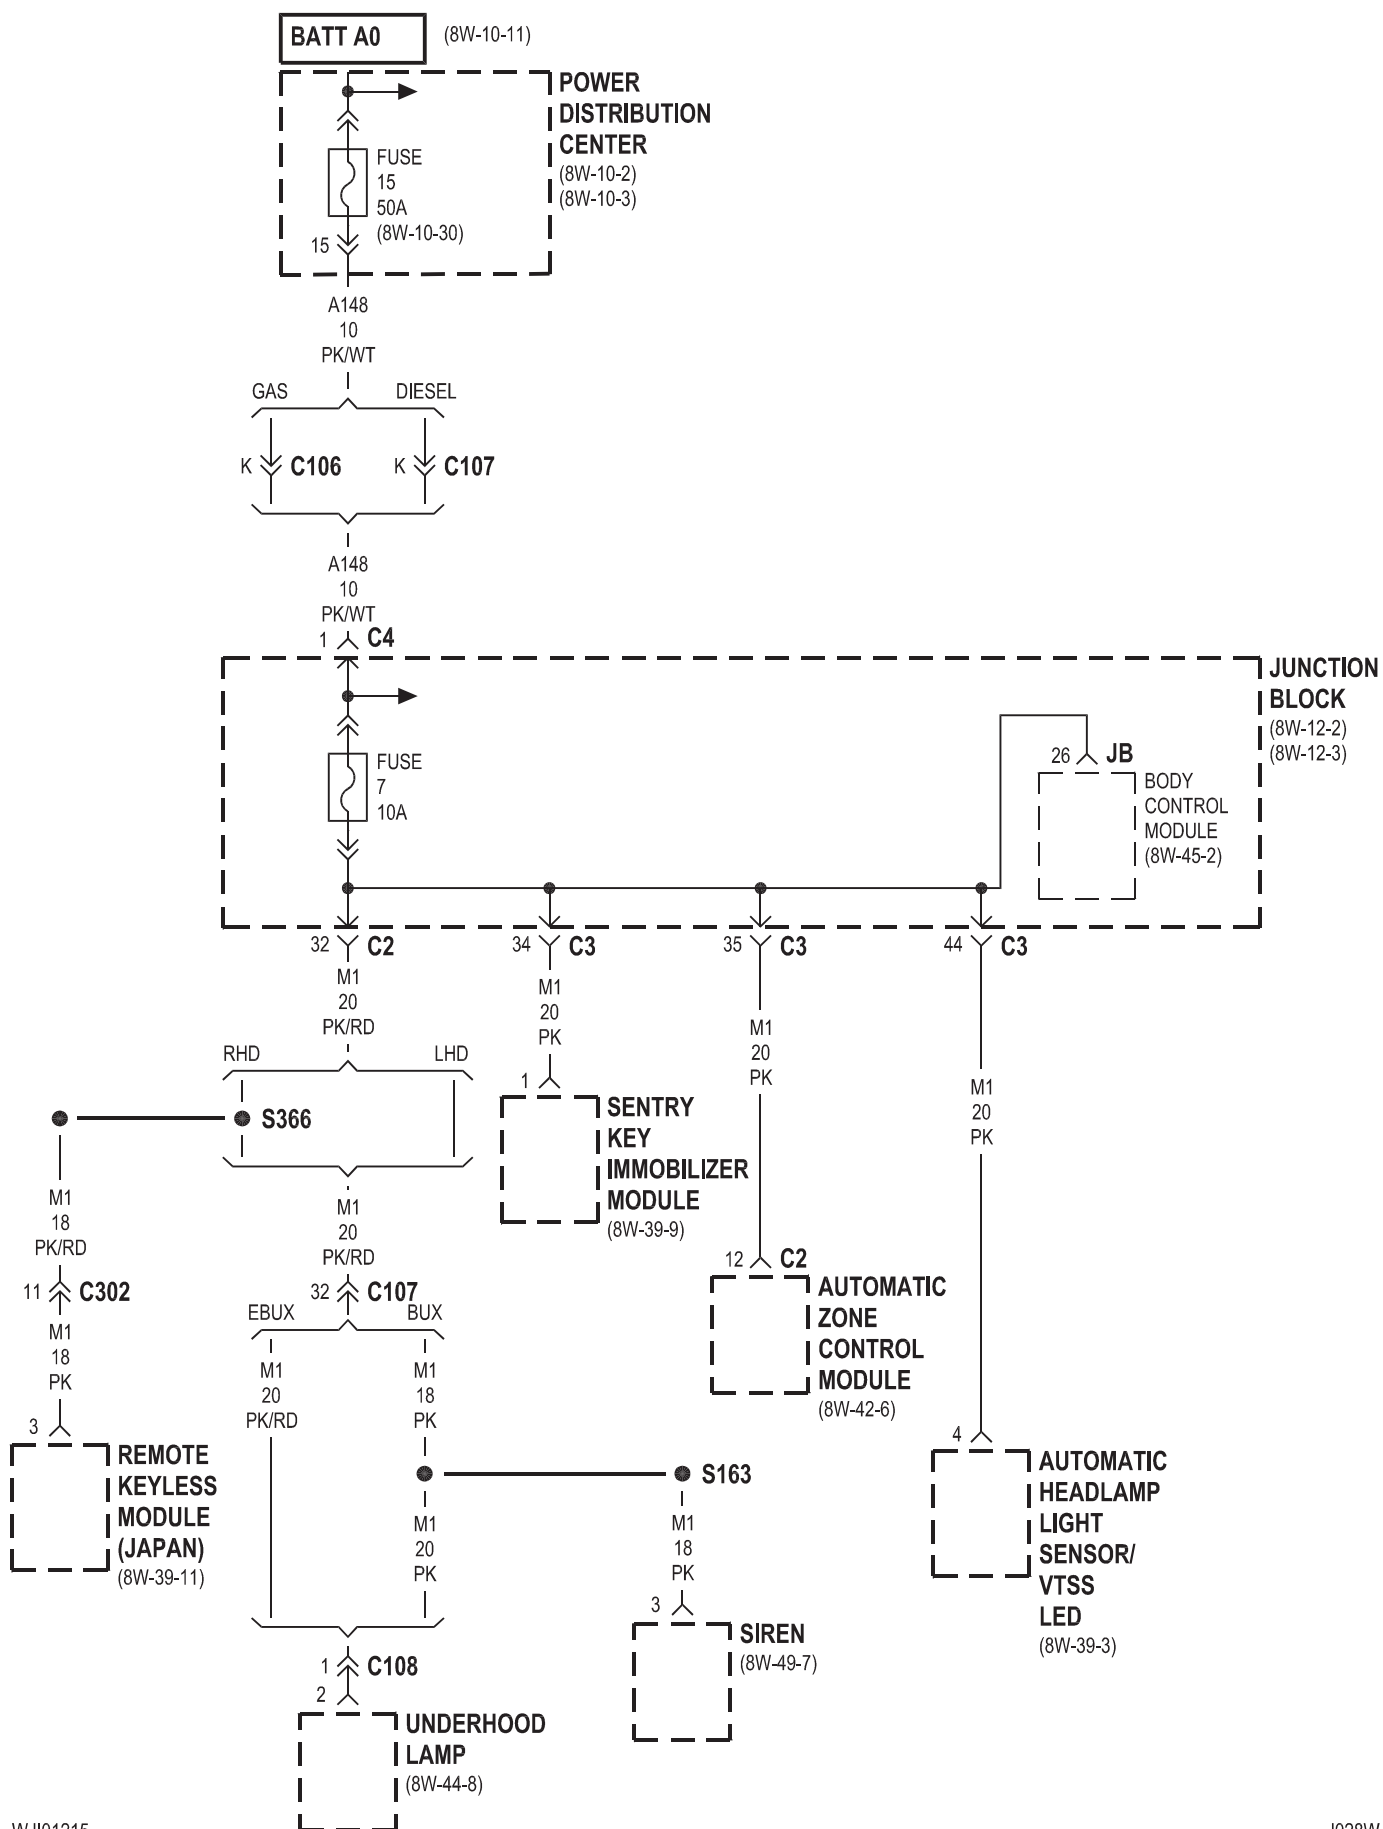 BATT A0
(8W-10-11)
POWER
DISTRIBUTION
CENTER
(8W-10-2)
(8W-10-3)
FUSE
15
50A
(8W-10-30)
15
A148
10
PK/WT
GAS
DIESEL
K
C106
K
C107
A148
10
PK/WT
1
C4
JUNCTION
BLOCK
(8W-12-2)
(8W-12-3)
FUSE
7
10A
26
JB
BODY
CONTROL
MODULE
(8W-45-2)
32
C2
34
C3
35
C3
44
C3
M1
20
PK/RD
M1
20
PK
M1
20
PK
M1
20
PK
RHD
LHD
S366
1
SENTRY
KEY
IMMOBILIZER
MODULE
(8W-39-9)
M1
18
PK/RD
M1
20
PK/RD
11
C302
32
C107
12
C2
AUTOMATIC
ZONE
CONTROL
MODULE
(8W-42-6)
M1
18
PK
EBUX
BUX
M1
20
PK/RD
M1
18
PK
3
REMOTE
KEYLESS
MODULE
(JAPAN)
(8W-39-11)
S163
4
AUTOMATIC
HEADLAMP
LIGHT
SENSOR/
VTSS
LED
(8W-39-3)
M1
20
PK
M1
18
PK
3
SIREN
(8W-49-7)
1
C108
2
UNDERHOOD
LAMP
(8W-44-8)